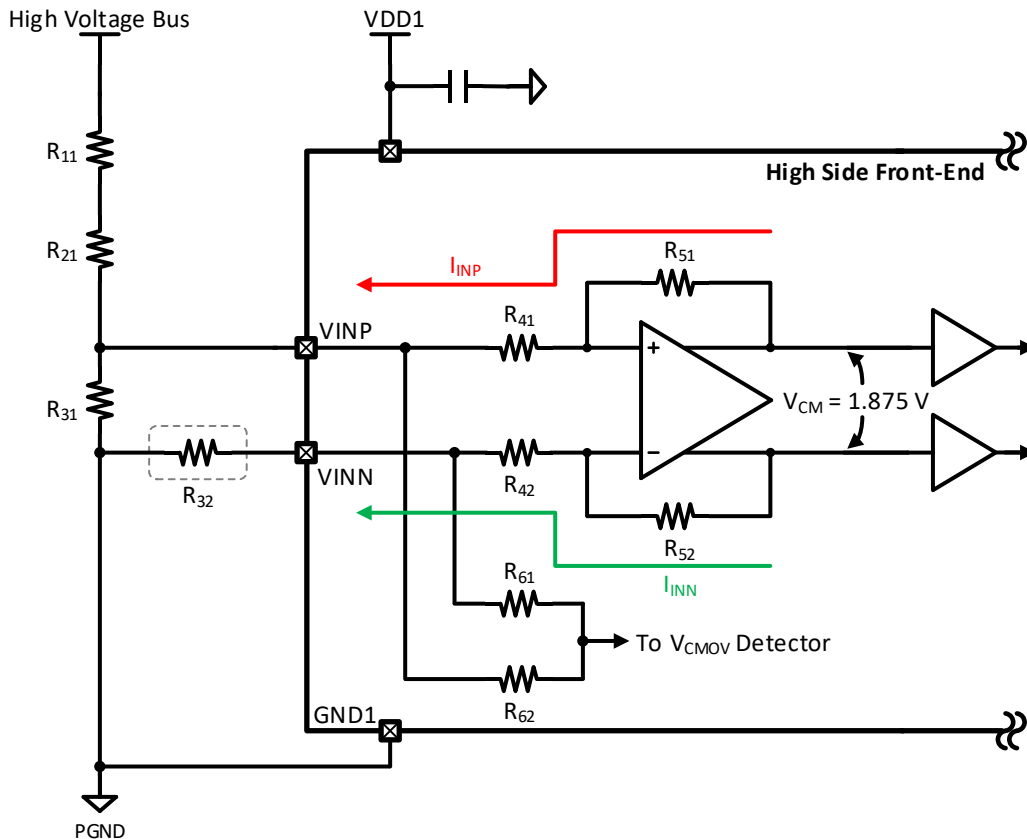 High Voltage Bus
VDD1
R11
High Side Front-End
R21
IINP
R51
VINP
R41
+
R31
VCM = 1.875 V
VINN
R42
−
R32
R52
IINN
R61
To VCMOV Detector
R62
GND1
PGND